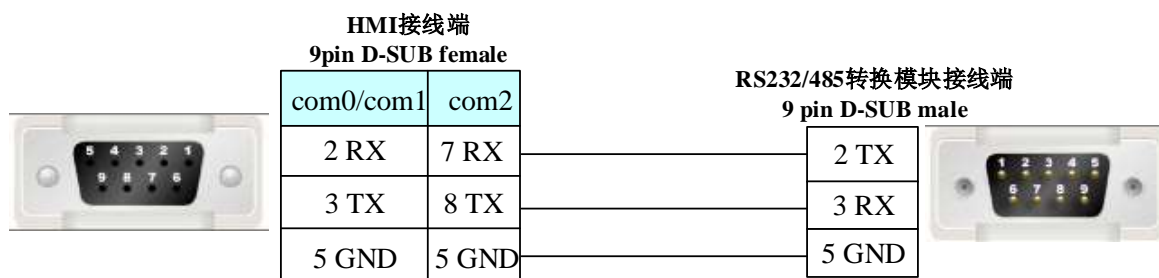 HMI接线端
9pin D-SUB female
RS232/485转换模块接线端
9 pin D-SUB male
com0/com1 com2
2 RX 7 RX 2 TX
3 TX 8 TX 3 RX
5 GND 5 GND 5 GND
5 4 3 2 1
9 8 7 6
1 2 3 4 5
6 7 8 9